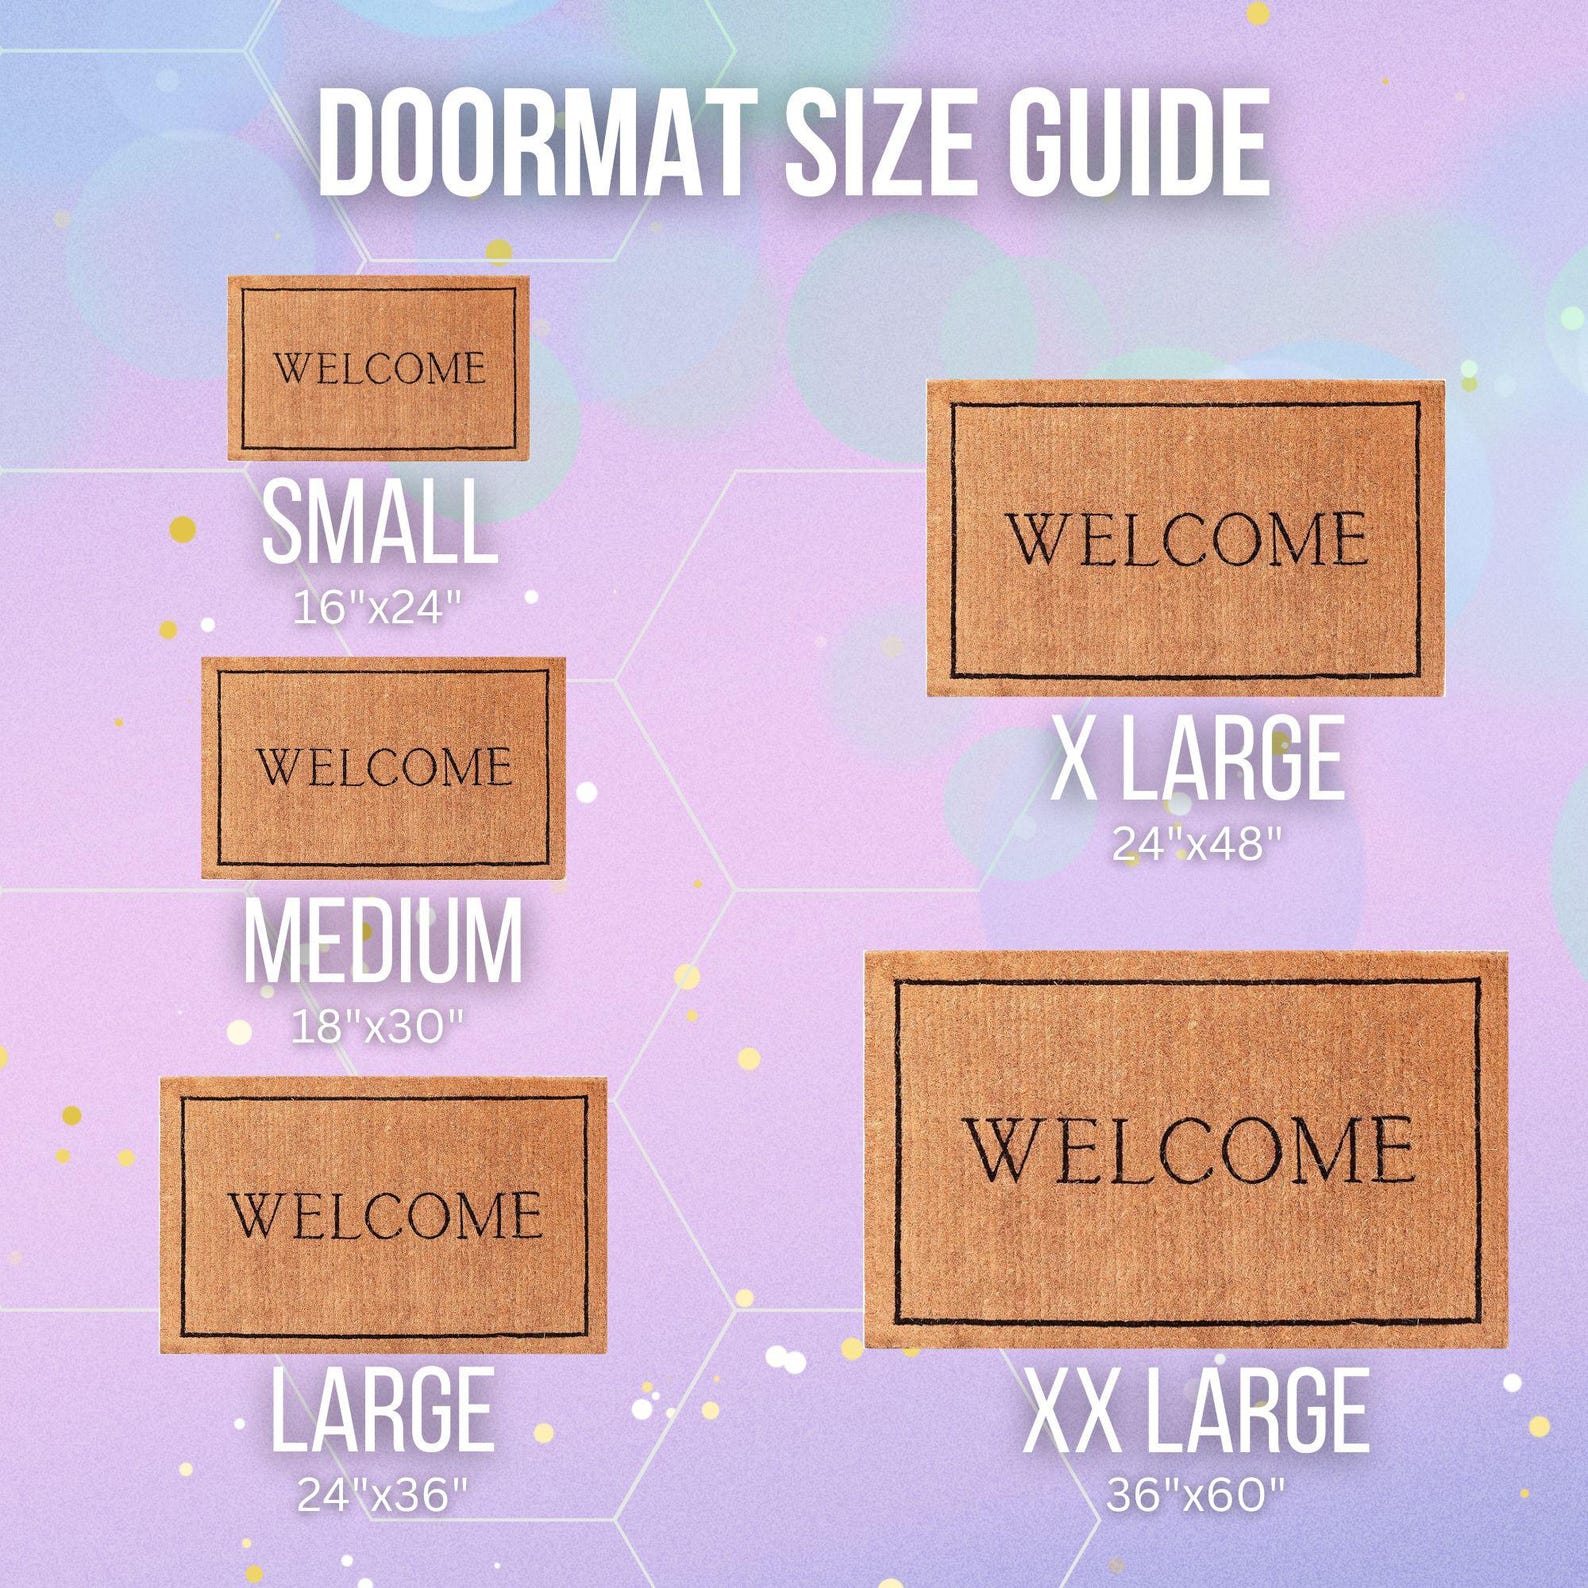 DOORMAT SIZE GUIDE
WELCOME
SMALL
16"x24"
WELCOME
MEDIUM
18"x30"
WELCOME
LARGE
24"x36"
WELCOME
X LARGE
24"x48"
WELCOME
XX LARGE
36"x60"